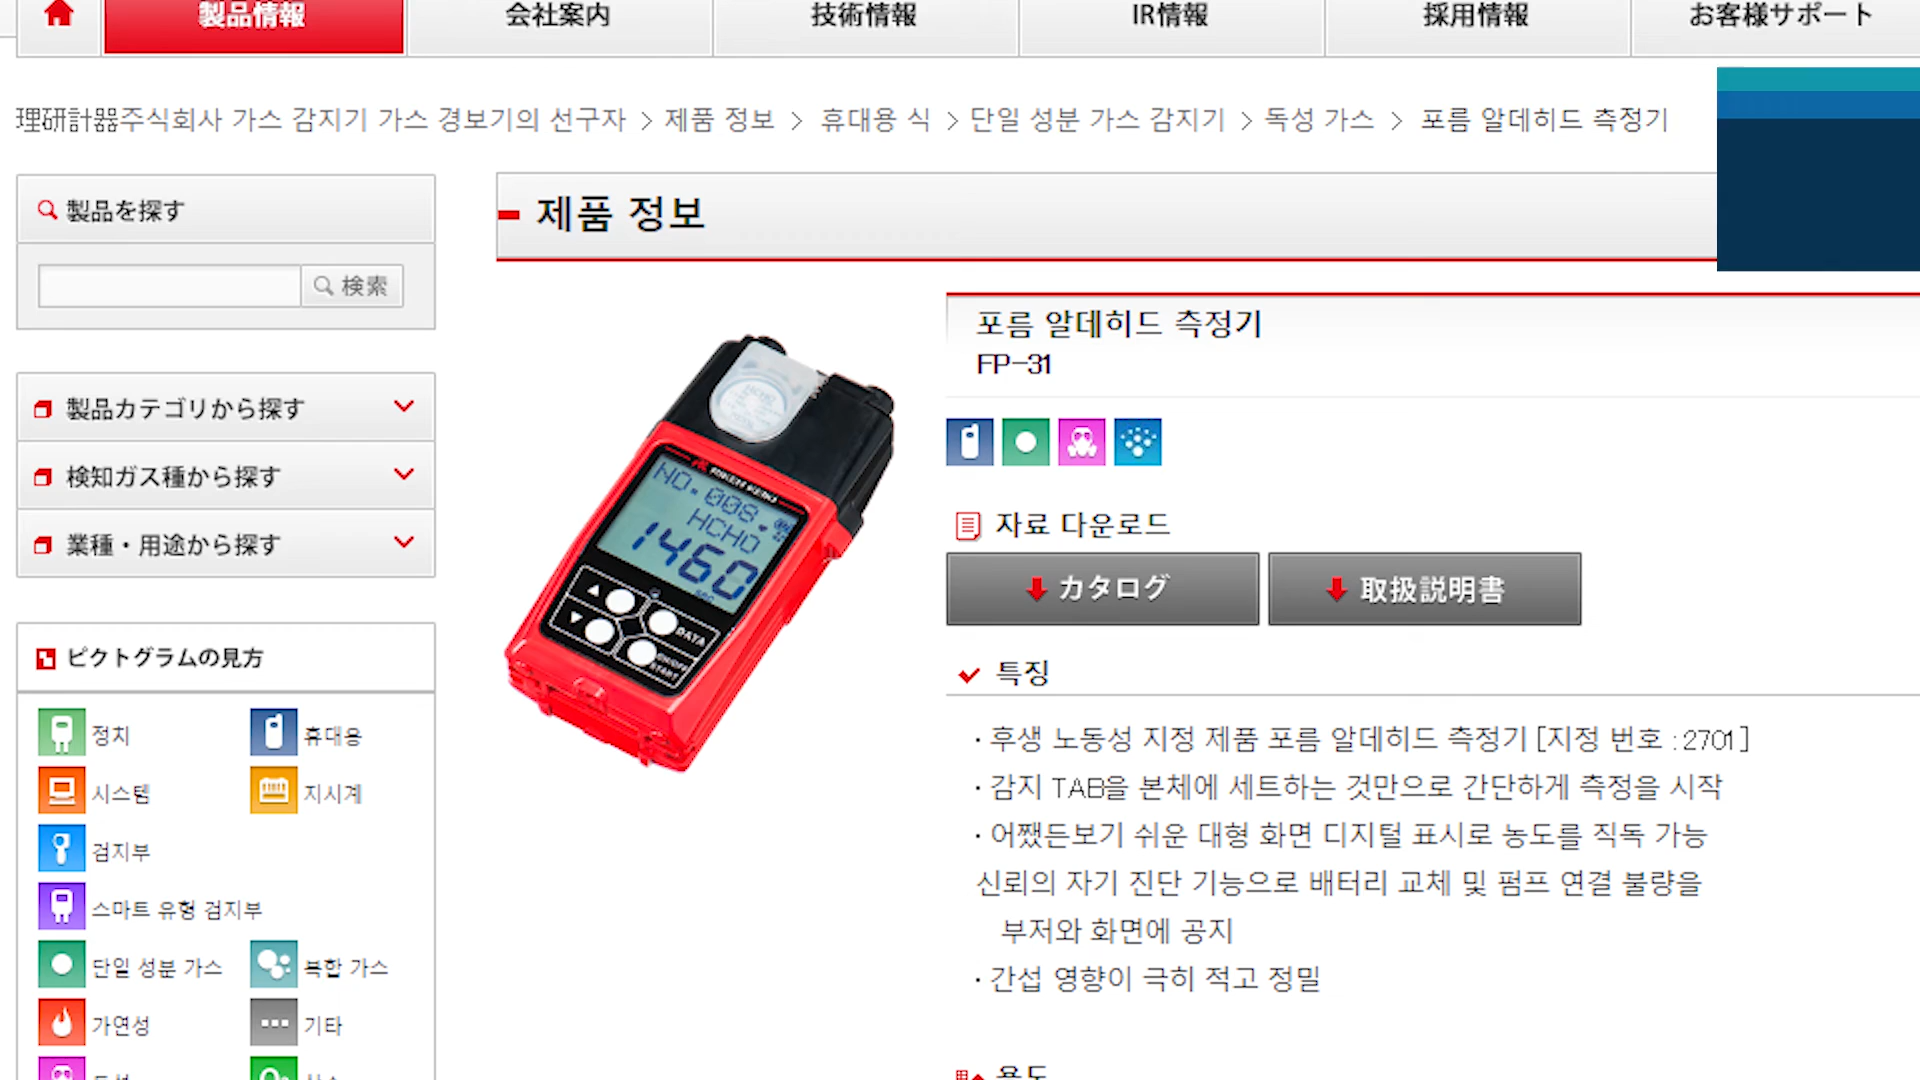 製品情報
会社案内
技術情報
IR情報
採用情報
お客様サポート
理研計器주식회사 가스 감지기 가스 경보기의 선구자 > 제품 정보 > 휴대용 식 > 단일 성분 가스 감지기 > 독성 가스 > 포름 알데히드 측정기
製品を探す
検索
製品カテゴリから探す
検知ガス種から探す
業種・用途から探す
ピクトグラムの見方
정치
휴대용
시스템
지시계
검지부
스마트 유형 검지부
단일 성분 가스
복합 가스
가연성
기타
제품 정보
RIKEN KEIKI
NO.008
HCHO
1460
SEC
▲
▼
DATA
ON/OFF
START
포름 알데히드 측정기
FP-31
자료 다운로드
カタログ
取扱説明書
특징
・후생 노동성 지정 제품 포름 알데히드 측정기 [지정 번호 : 2701]
・감지 TAB을 본체에 세트하는 것만으로 간단하게 측정을 시작
・어쨌든보기 쉬운 대형 화면 디지털 표시로 농도를 직독 가능
신뢰의 자기 진단 기능으로 배터리 교체 및 펌프 연결 불량을
부저와 화면에 공지
・간섭 영향이 극히 적고 정밀
용도